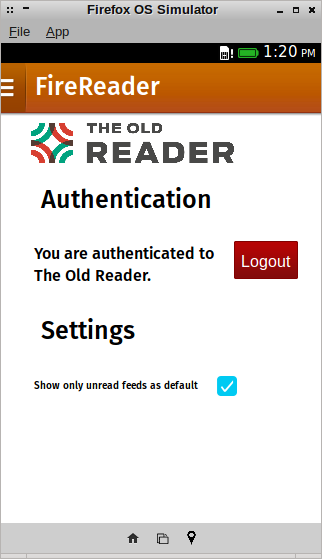 Firefox OS Simulator
File App
1:20 PM
FireReader
THE OLD
READER
Authentication
You are authenticated to
The Old Reader.
Logout
Settings
Show only unread feeds as default